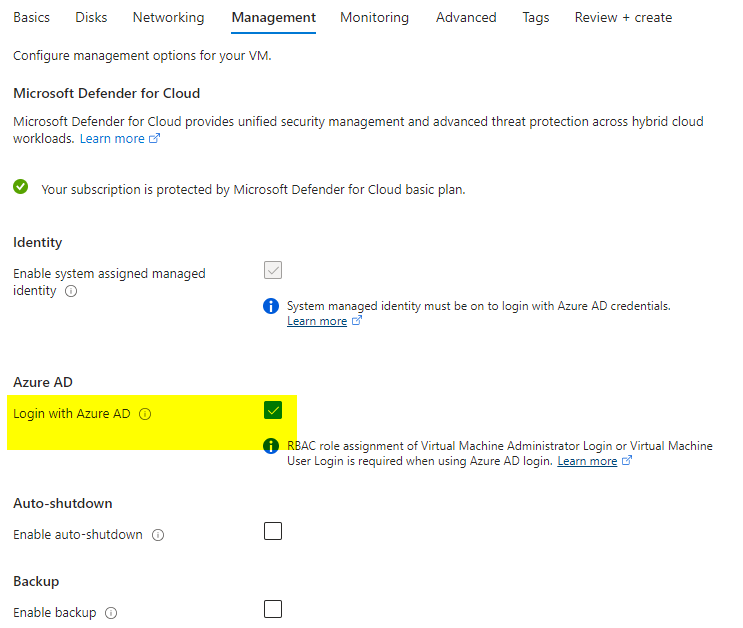 Basics Disks Networking Management Monitoring Advanced Tags Review + create
Configure management options for your VM.
Microsoft Defender for Cloud
Microsoft Defender for Cloud provides unified security management and advanced threat protection across hybrid cloud
workloads. Learn more
Your subscription is protected by Microsoft Defender for Cloud basic plan.
Identity
Enable system assigned managed
identity
System managed identity must be on to login with Azure AD credentials.
Learn more
Azure AD
Login with Azure AD
RBAC role assignment of Virtual Machine Administrator Login or Virtual Machine
User Login is required when using Azure AD login. Learn more
Auto-shutdown
Enable auto-shutdown
Backup
Enable backup